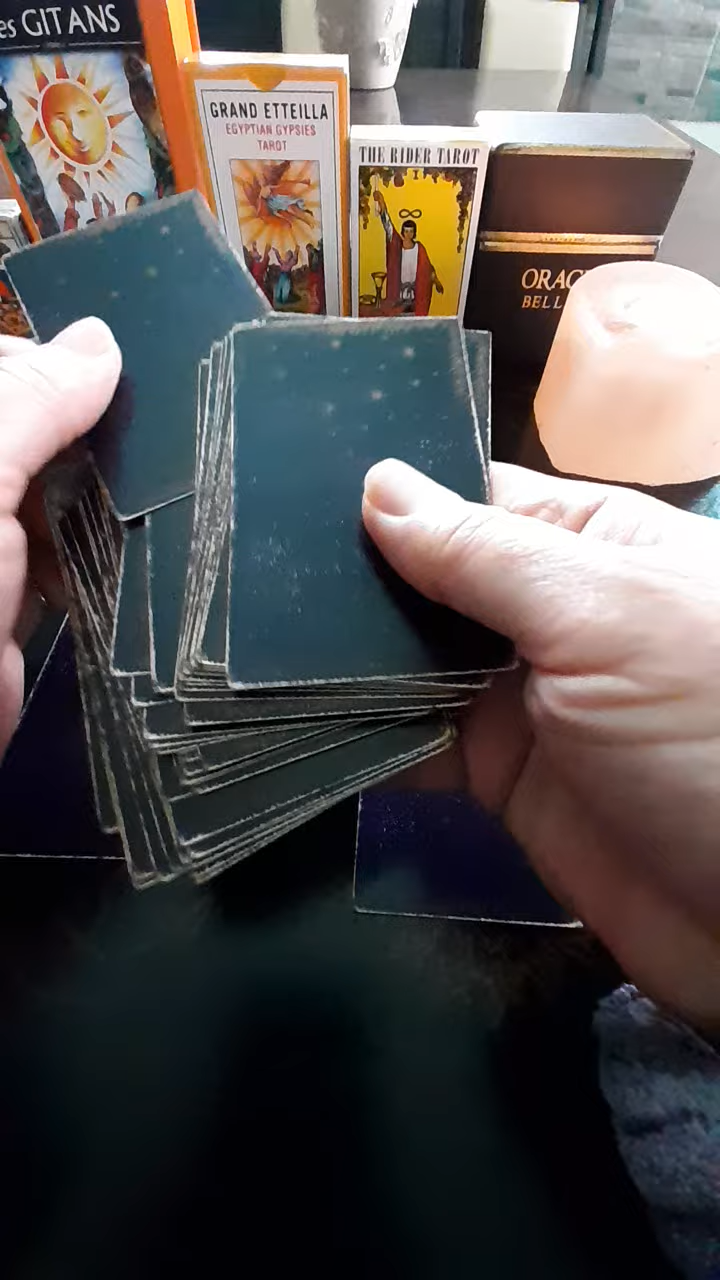 es GITANS
GRAND ETTEILLA
EGYPTIAN GYPSIES
TAROT
THE RIDER TAROT
ORAC
BELL